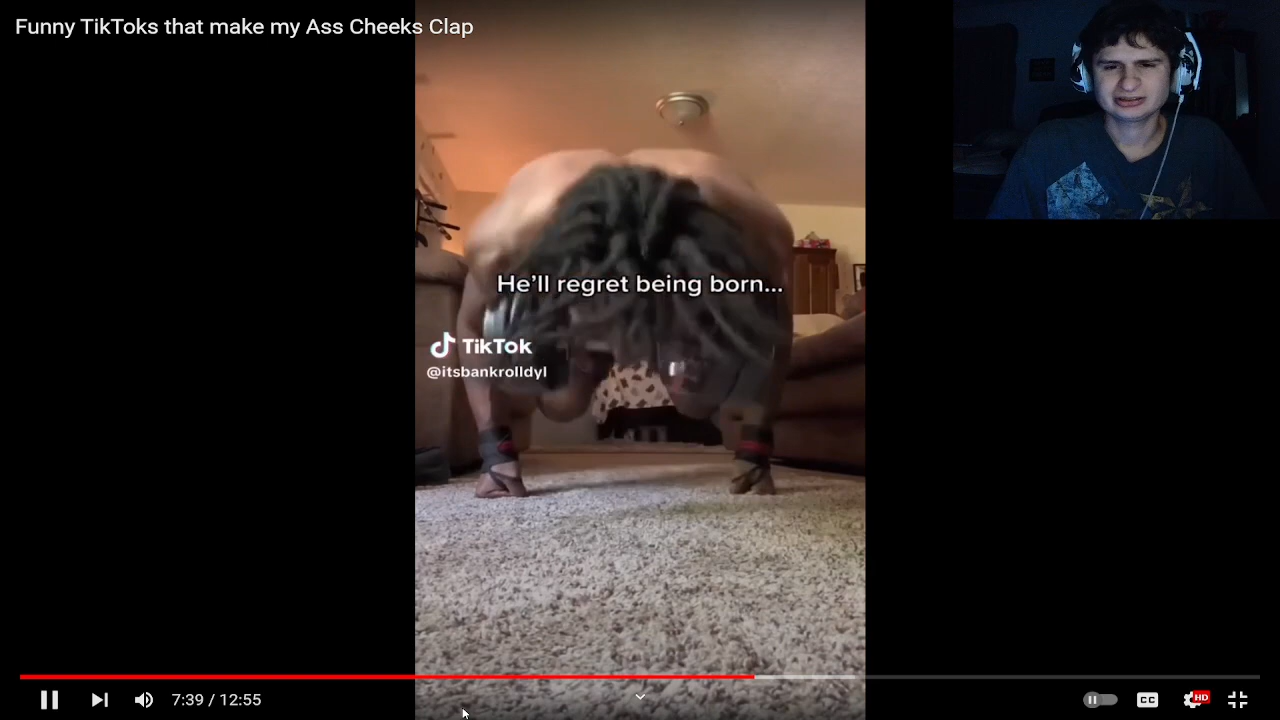 Funny TikToks that make my Ass Cheeks Clap
He'll regret being born...
TikTok
@itsbankrolldyl
7:39 / 12:55
CC
HD